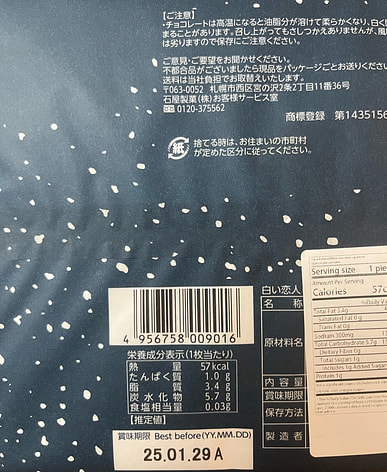 【ご注意】
・チョコレートは高温になると油脂分が溶けて柔らかくなり、白く
まることがあります。召し上がってもさしつかえありませんが、風
は劣りますので保存にご注意ください。
ご意見・ご要望をお聞かせください。
不都合品がございましたら現品をパッケージごとお送りくださ
送料は当社負担でお取替えいたします。
〒063-0052 札幌市西区宮の沢2条2丁目11番36号
石屋製菓(株)お客様サービス室
0120-375562
商標登録 第1435156
紙
捨てる時は、お住まいの市町村
が定めた区分に従ってください。
4 956758 009016
栄養成分表示(1枚当たり)
熱量 57kcal
たんぱく質 1.0 g
脂質 3.4 g
炭水化物 5.7 g
食塩相当量 0.03g
[推定値]
賞味期限 Best before(YY.MM.DD)
25.01.29 A
白い恋人
名称
原材料名
内容量
賞味期限
保存方法
製造者
Serving size 1 pie
Amount Per Serving
Calories 57c
% Daily
Total Fat 3.4g
Saturated Fat 0 g
Trans Fat 0g
Sodium 300mg
Total Carbohydrate 5.7g
Dietary Fiber 0g
Total Sugars 1g
Includes 1g Added Sugar
Protein 1g